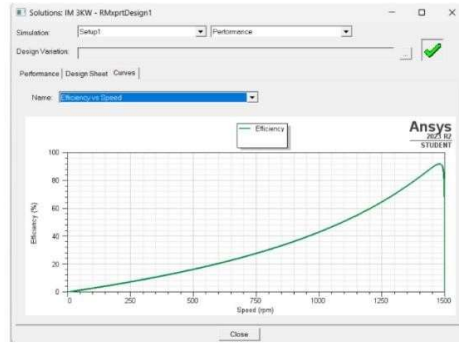 Solutions: IM 3KW - RMxprtDesign1
Simulation: Setup1 Performance
Design Variation: ...
Performance Design Sheet Curves
Name: Efficiency vs Speed
Efficiency
Ansys
2023 R2
STUDENT
100
80
60
40
20
0
Efficiency (%)
0 250 500 750 1000 1250 1500
Speed (rpm)
Close